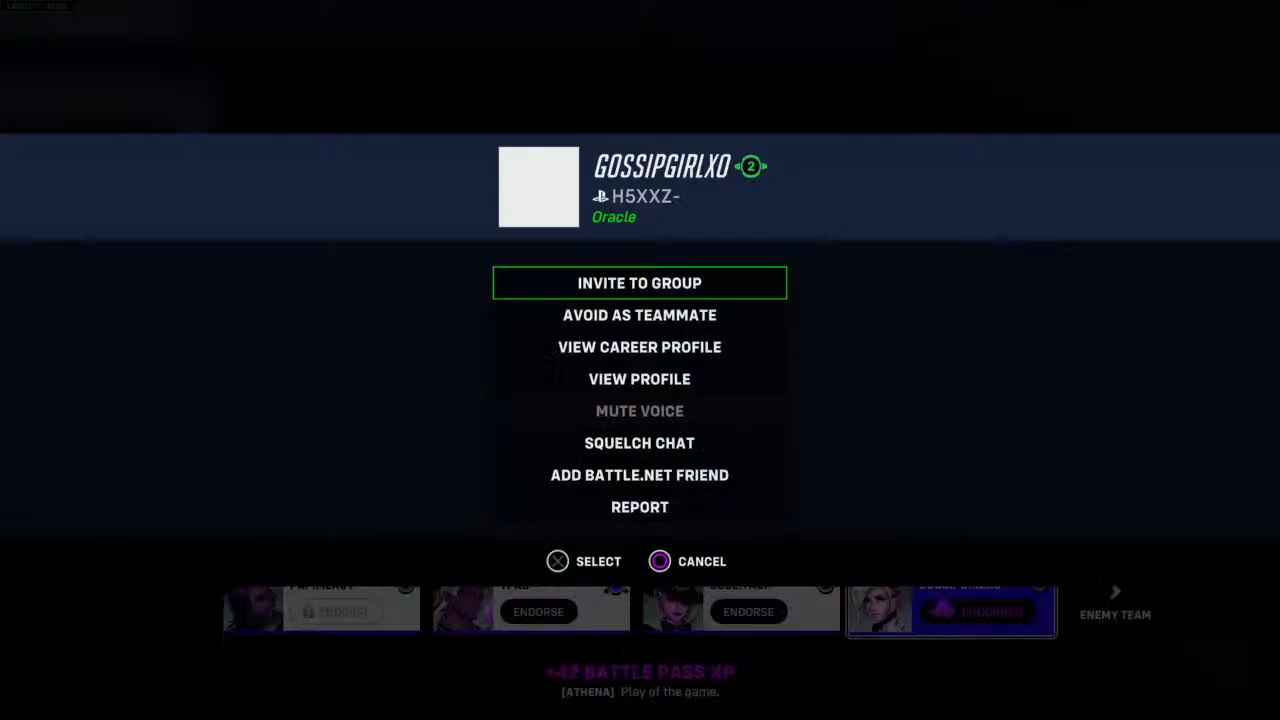 GOSSIPGIRLXO 2
H5XXZ-
Oracle
INVITE TO GROUP
AVOID AS TEAMMATE
VIEW CAREER PROFILE
VIEW PROFILE
MUTE VOICE
SQUELCH CHAT
ADD BATTLE.NET FRIEND
REPORT
SELECT CANCEL
ENDORSE ENDORSE ENDORSE ENDORSED ENEMY TEAM
+42 BATTLE PASS XP
[ATHENA] Play of the game.